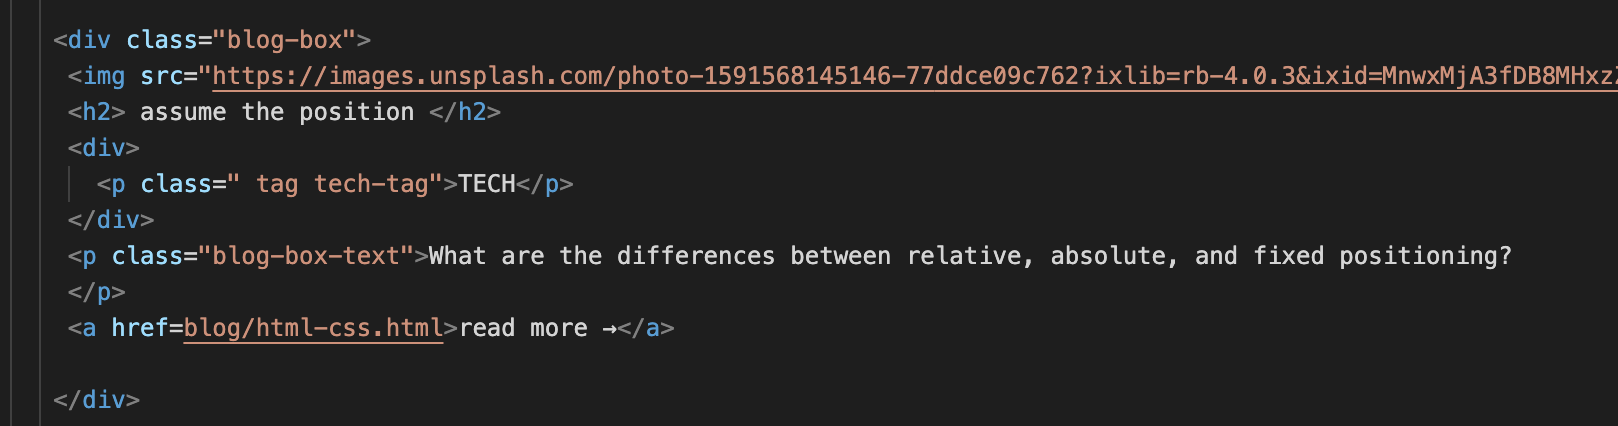 <div class="blog-box">
<img src="https://images.unsplash.com/photo-1591568145146-77ddce09c762?ixlib=rb-4.0.3&ixid=MnwxMjA3fDB8MHxz
<h2> assume the position </h2>
<div>
<p class=" tag tech-tag">TECH</p>
</div>
<p class="blog-box-text">What are the differences between relative, absolute, and fixed positioning?
</p>
<a href=blog/html-css.html>read more →</a>
</div>